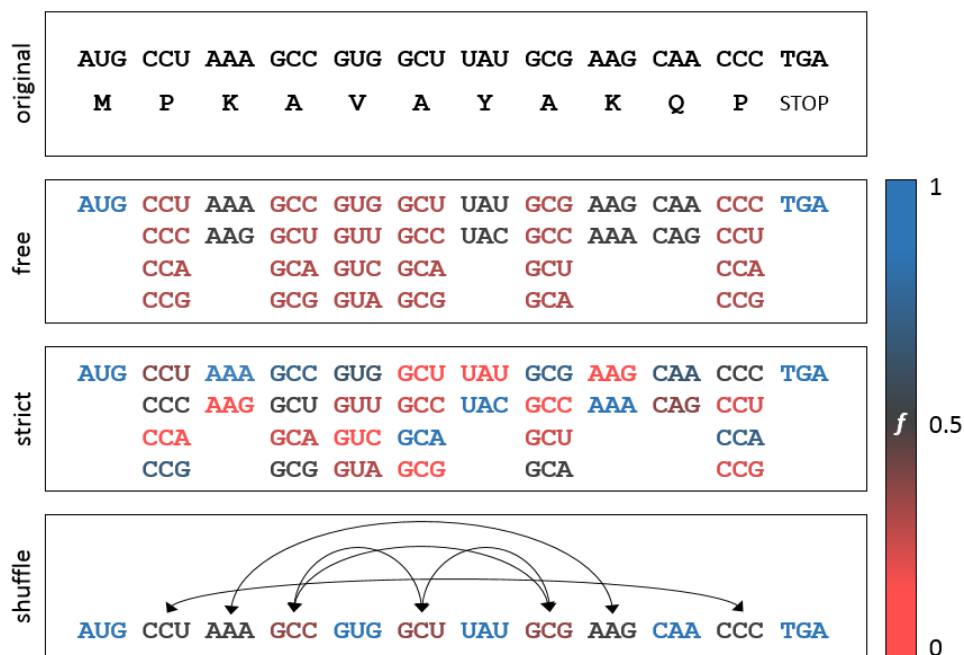 original
AUG CCU AAA GCC GUG GCU UAU GCG AAG CAA CCC TGA
M P K A V A Y A K Q P STOP
free
AUG CCU AAA GCC GUG GCU UAU GCG AAG CAA CCC TGA
CCC AAG GCU GUU GCC UAC GCC AAA CAG CCU
CCA GCA GUC GCA GCU CCA
CCG GCG GUA GCG GCA CCG
strict
AUG CCU AAA GCC GUG GCU UAU GCG AAG CAA CCC TGA
CCC AAG GCU GUU GCC UAC GCC AAA CAG CCU
CCA GCA GUC GCA GCU CCA
CCG GCG GUA GCG GCA CCG
shuffle
AUG CCU AAA GCC GUG GCU UAU GCG AAG CAA CCC TGA
1
f 0.5
0